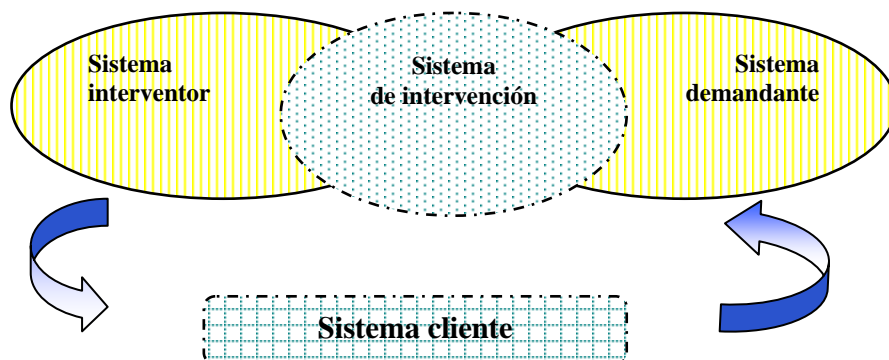 Sistema
interventor
Sistema
de intervención
Sistema
demandante
Sistema cliente